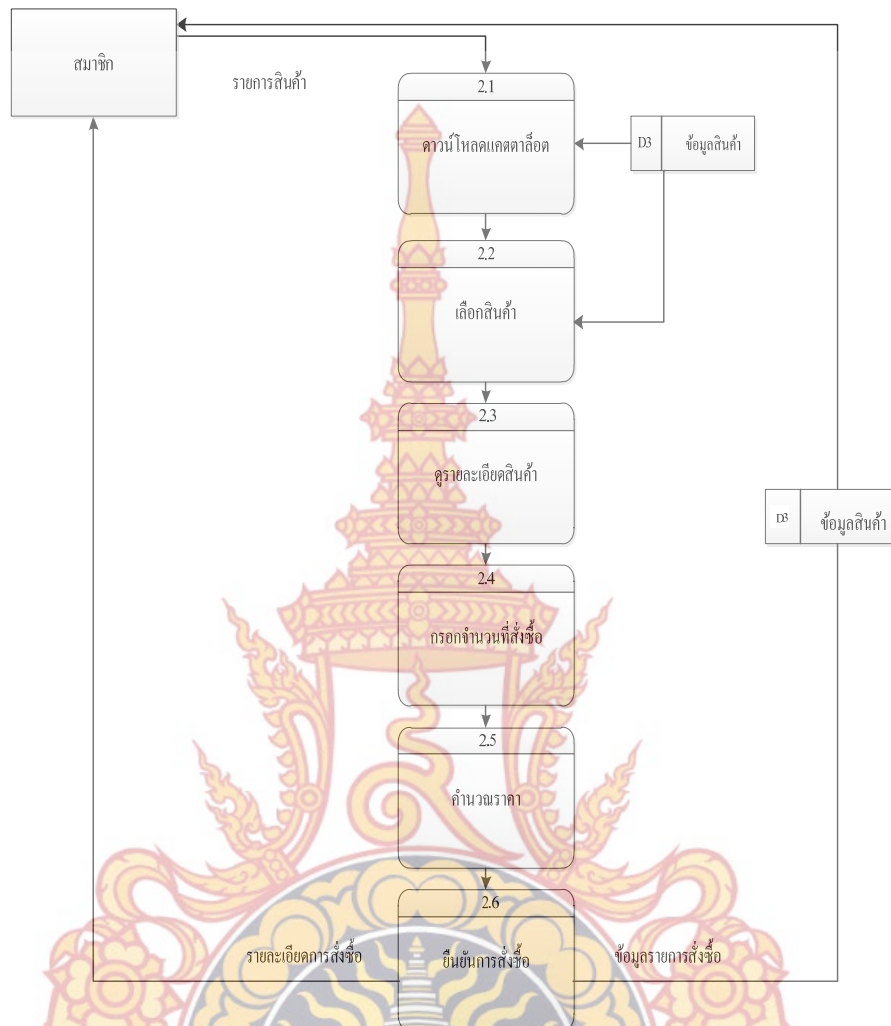 สมาชิก
รายการสินค้า
2.1
ดาวน์โหลดแคตตาล็อต
D3
ข้อมูลสินค้า
2.2
เลือกสินค้า
2.3
ดูรายละเอียดสินค้า
D3
ข้อมูลสินค้า
2.4
กรอกจำนวนที่สั่งซื้อ
2.5
คำนวณราคา
2.6
รายละเอียดการสั่งซื้อ
ยืนยันการสั่งซื้อ
ข้อมูลรายการสั่งซื้อ